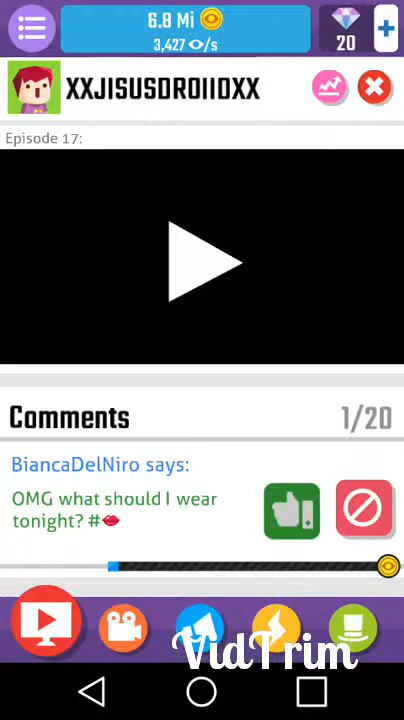 6.8 Mi
3,427 /s
20
XXJISUSDROIIDXX
Episode 17:
Comments
1/20
BiancaDelNiro says:
OMG what should I wear
tonight? #💋
VidTrim